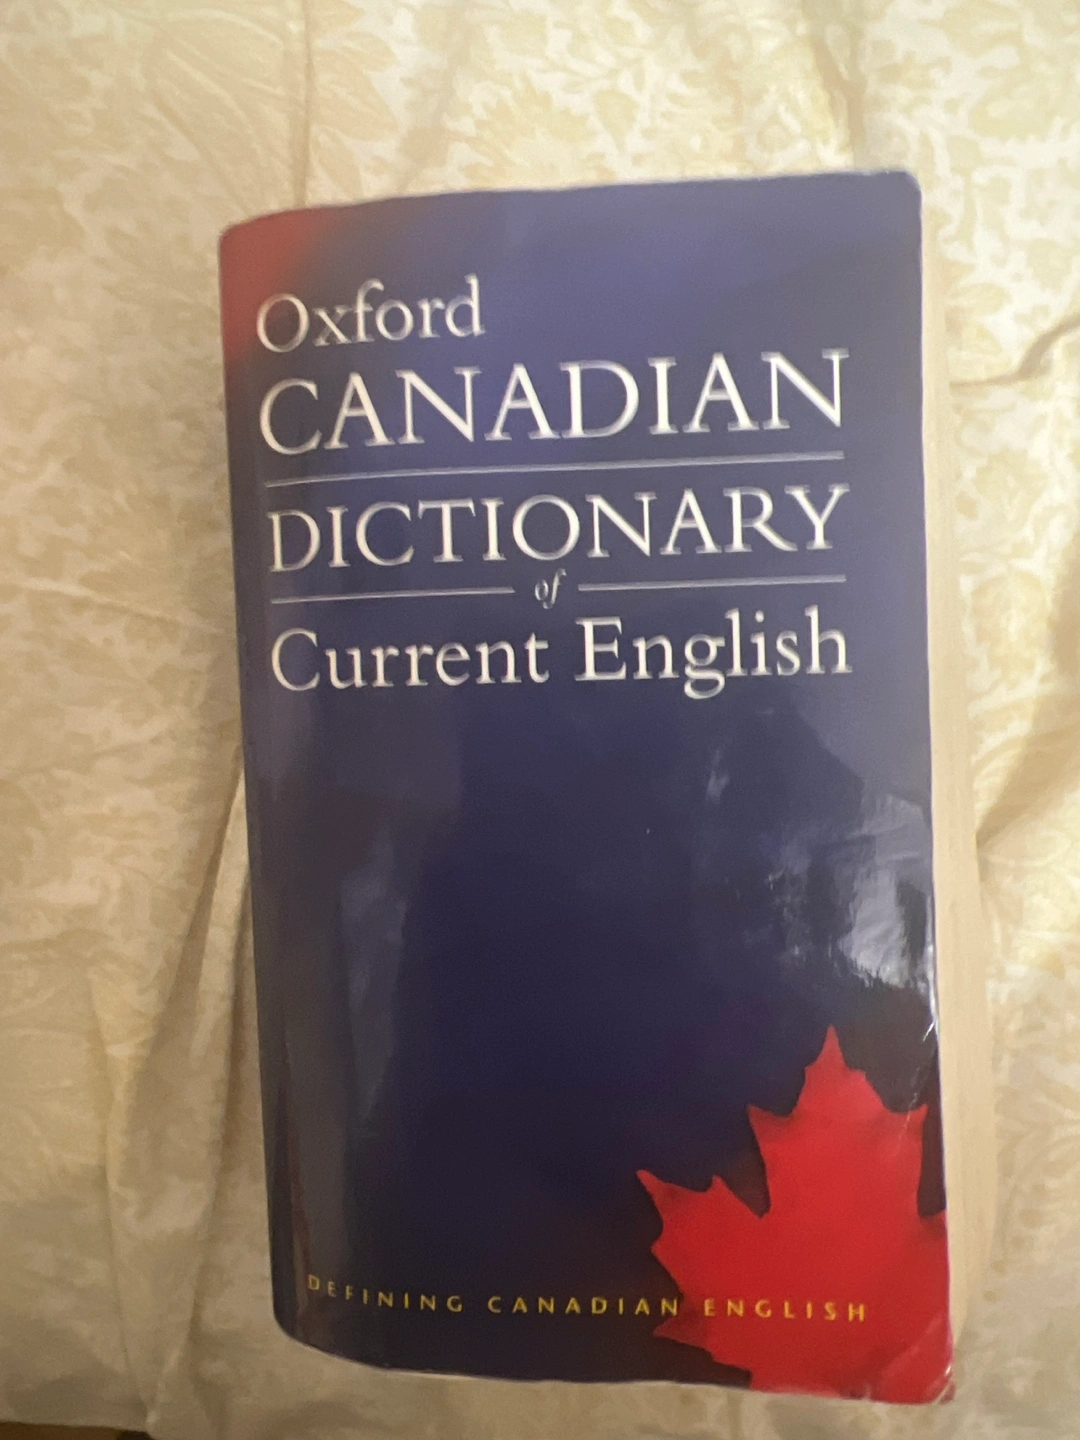 Oxford
CANADIAN
DICTIONARY
of
Current English
DEFINING CANADIAN ENGLISH